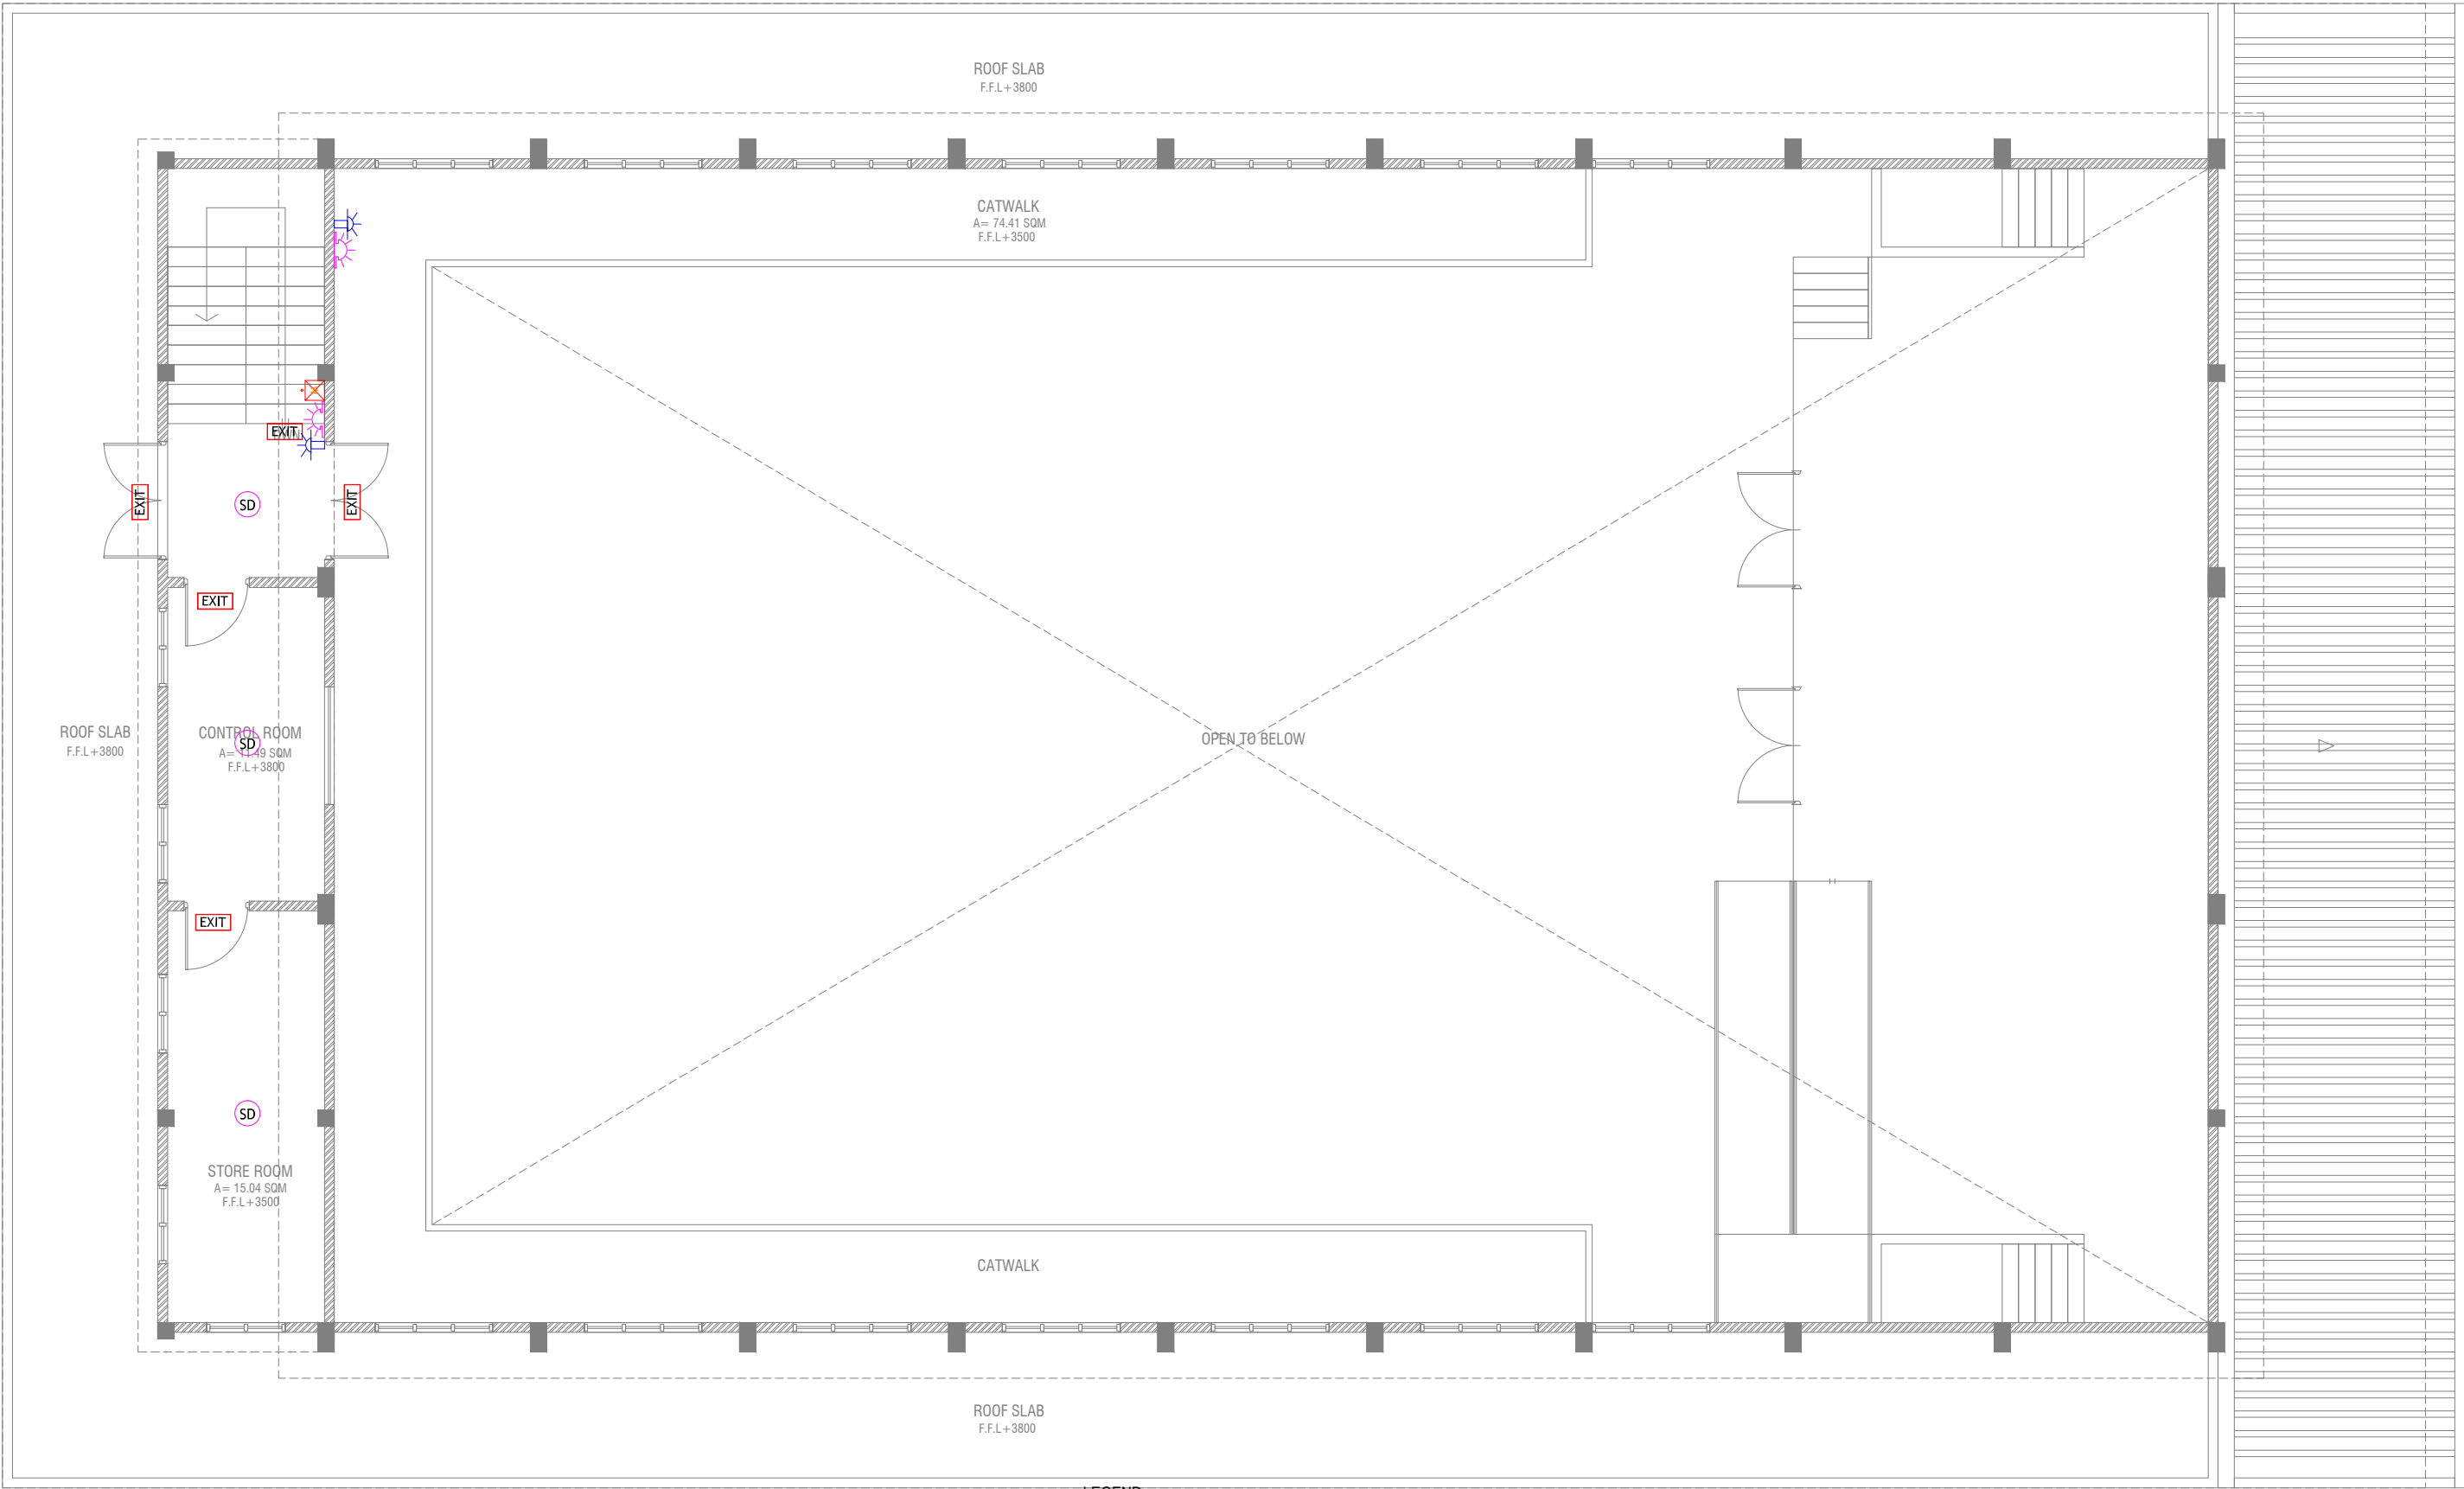 ROOF SLAB
F.F.L+3800
CATWALK
A= 74.41 SQM
F.F.L+3500
EXIT
EXIT
SD
EXIT
EXIT
ROOF SLAB
F.F.L+3800
CONTROL ROOM
SD
SQM
F.F.L+3800
OPEN TO BELOW
EXIT
SD
STORE ROOM
A= 15.04 SQM
F.F.L+3500
CATWALK
ROOF SLAB
F.F.L+3800
LEGEND